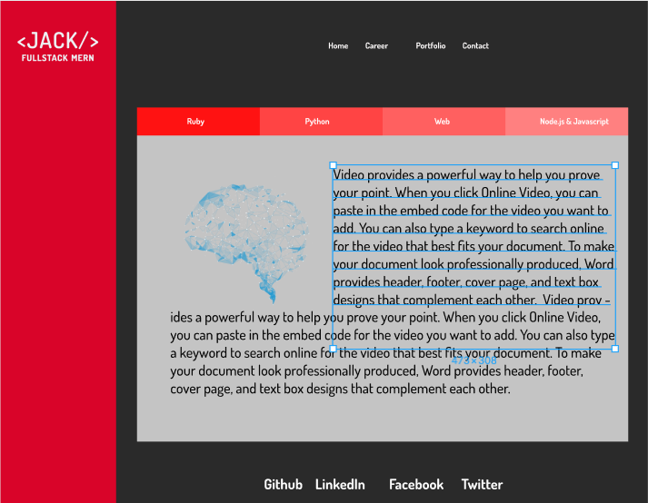 <JACK/>
FULLSTACK MERN
Home Career Portfolio Contact
Ruby Python Web Node.js & Javascript
Video provides a powerful way to help you prove
your point. When you click Online Video, you can
paste in the embed code for the video you want to
add. You can also type a keyword to search online
for the video that best fits your document. To make
your document look professionally produced, Word
provides header, footer, cover page, and text box
designs that complement each other. Video prov –
ides a powerful way to help you prove your point. When you click Online Video,
you can paste in the embed code for the video you want to add. You can also type
a keyword to search online for the video that best fits your document. To make
473 × 308
your document look professionally produced, Word provides header, footer,
cover page, and text box designs that complement each other.
Github LinkedIn Facebook Twitter